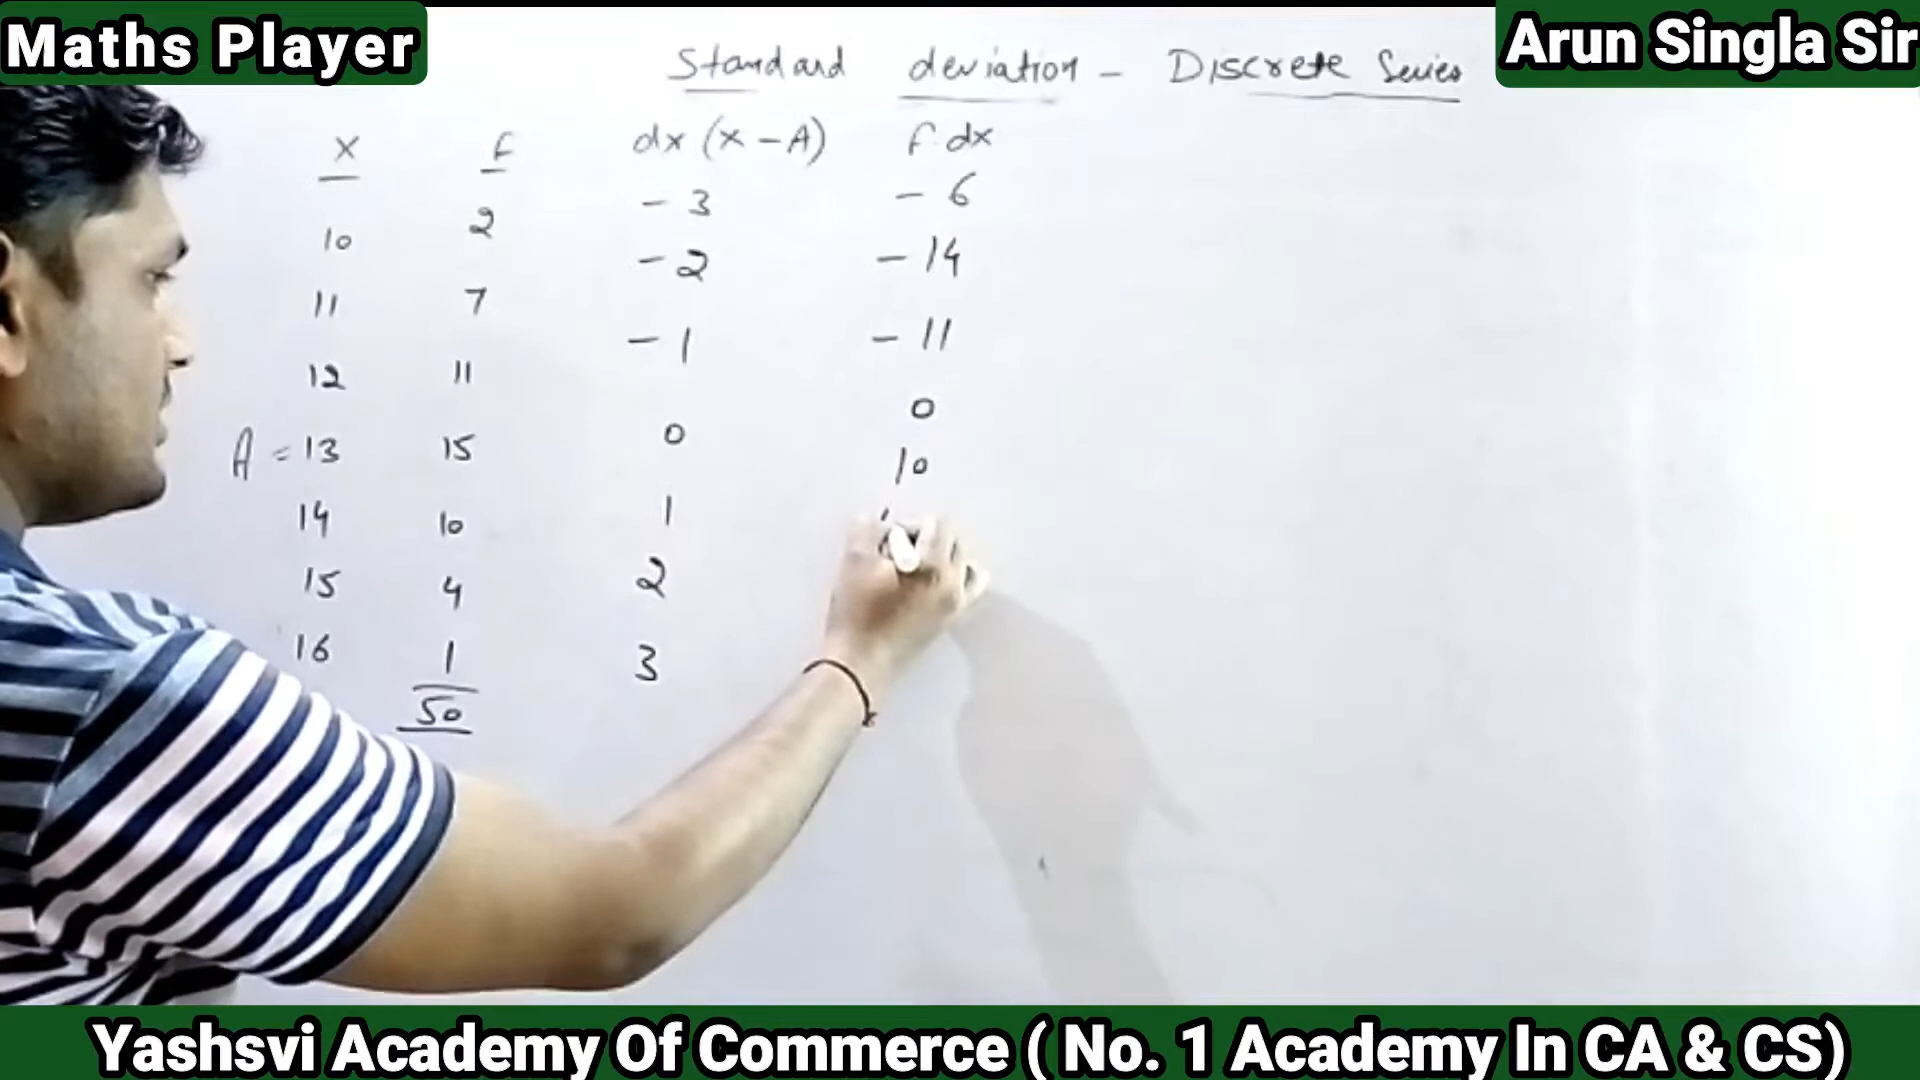 Maths Player
Arun Singla Sir
Standard deviation - Discrete Series
X f dx (x - A) f dx
10 2 - 3 - 6
11 7 - 2 - 14
12 11 - 1 - 11
A = 13 15 0 0
14 10 1 10
15 4 2
16 1 3
50
Yashsvi Academy Of Commerce ( No. 1 Academy In CA & CS)